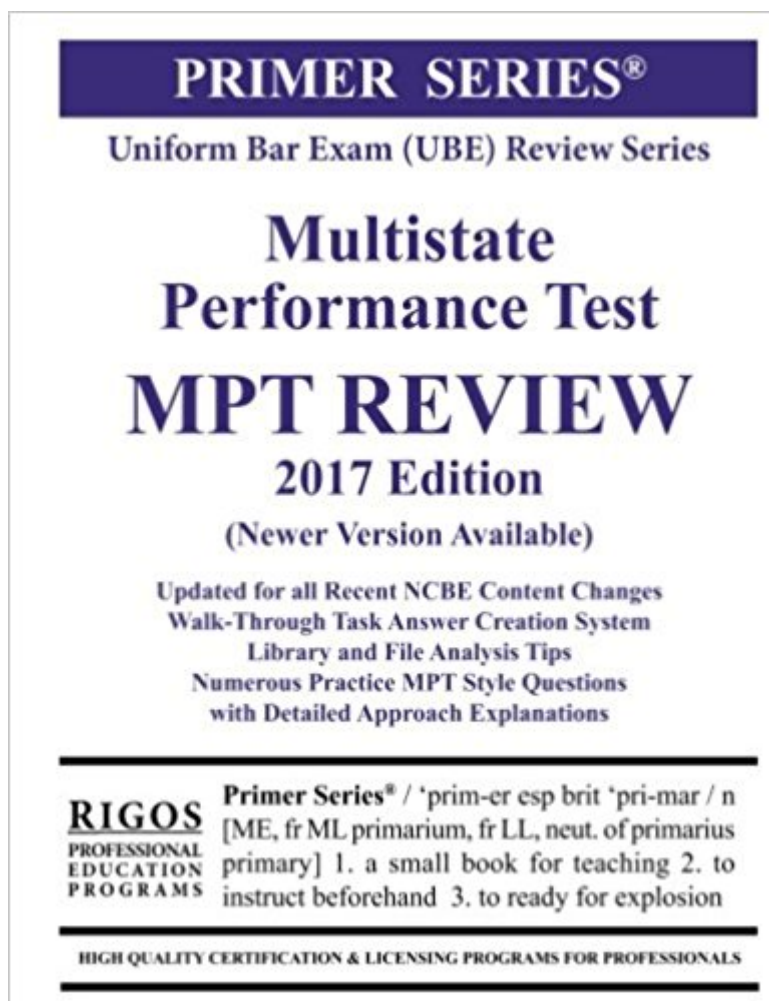 PRIMER SERIES®
Uniform Bar Exam (UBE) Review Series
Multistate
Performance Test
MPT REVIEW
2017 Edition
(Newer Version Available)
Updated for all Recent NCBE Content Changes
Walk-Through Task Answer Creation System
Library and File Analysis Tips
Numerous Practice MPT Style Questions
with Detailed Approach Explanations
RIGOS
PROFESSIONAL
EDUCATION
PROGRAMS
Primer Series® / ‘prim-er esp brit ‘pri-mar / n
[ME, fr ML primarium, fr LL, neut. of primarius
primary] 1. a small book for teaching 2. to
instruct beforehand 3. to ready for explosion
HIGH QUALITY CERTIFICATION & LICENSING PROGRAMS FOR PROFESSIONALS